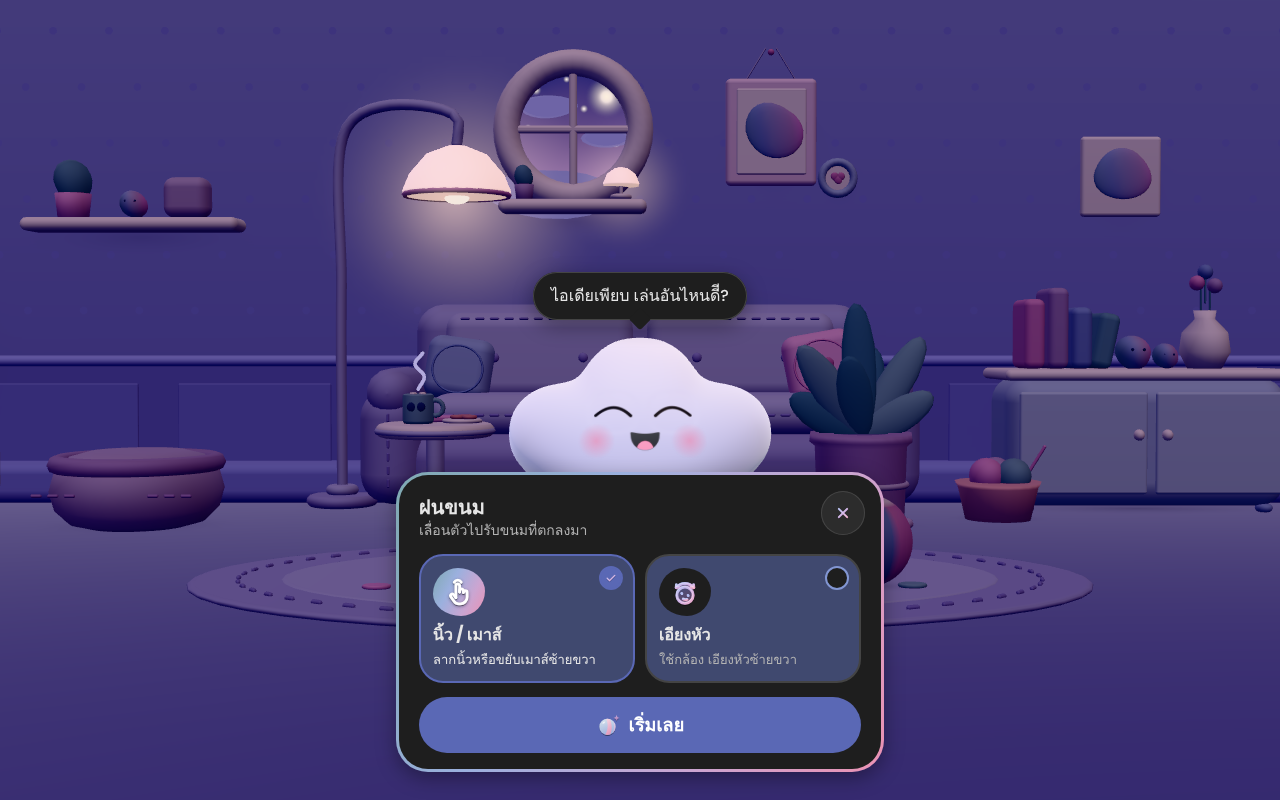 ไอเดียเพียบ เล่นอันไหนดี?
ฝนขนม
เลื่อนตัวไปรับขนมที่ตกลงมา
นิ้ว / เมาส์
ลากนิ้วหรือขยับเมาส์ซ้ายขวา
เอียงหัว
ใช้กล้อง เอียงหัวซ้ายขวา
เริ่มเลย